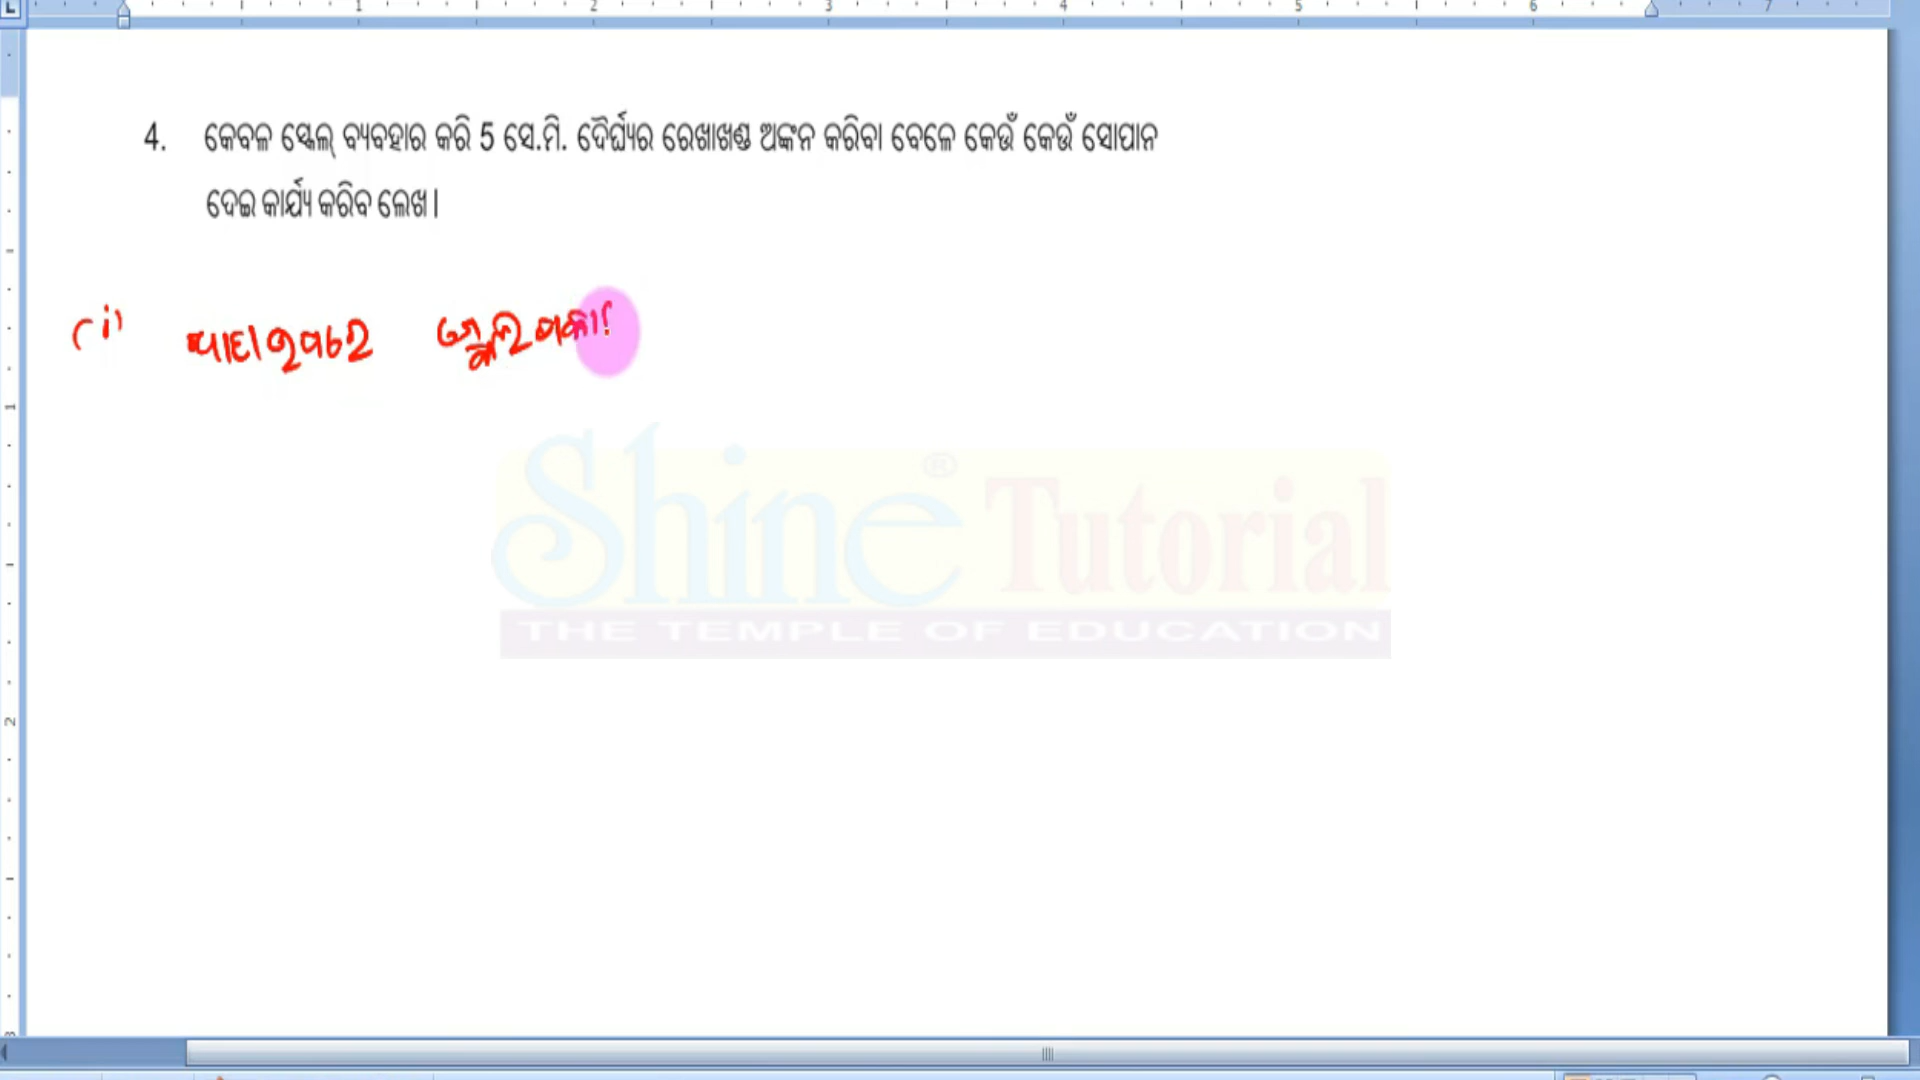 4. କେବଳ ସ୍କେଲ୍ ବ୍ୟବହାର କରି 5 ସେ.ମି. ଦୈର୍ଘ୍ୟର ରେଖାଖଣ୍ଡ ଅଙ୍କନ କରିବା ବେଳେ କେଉଁ କେଉଁ ସୋପାନ
ଦେଇ କାର୍ଯ୍ୟ କରିବ ଲେଖ।
(i)
Shine Tutorial ®
THE TEMPLE OF EDUCATION